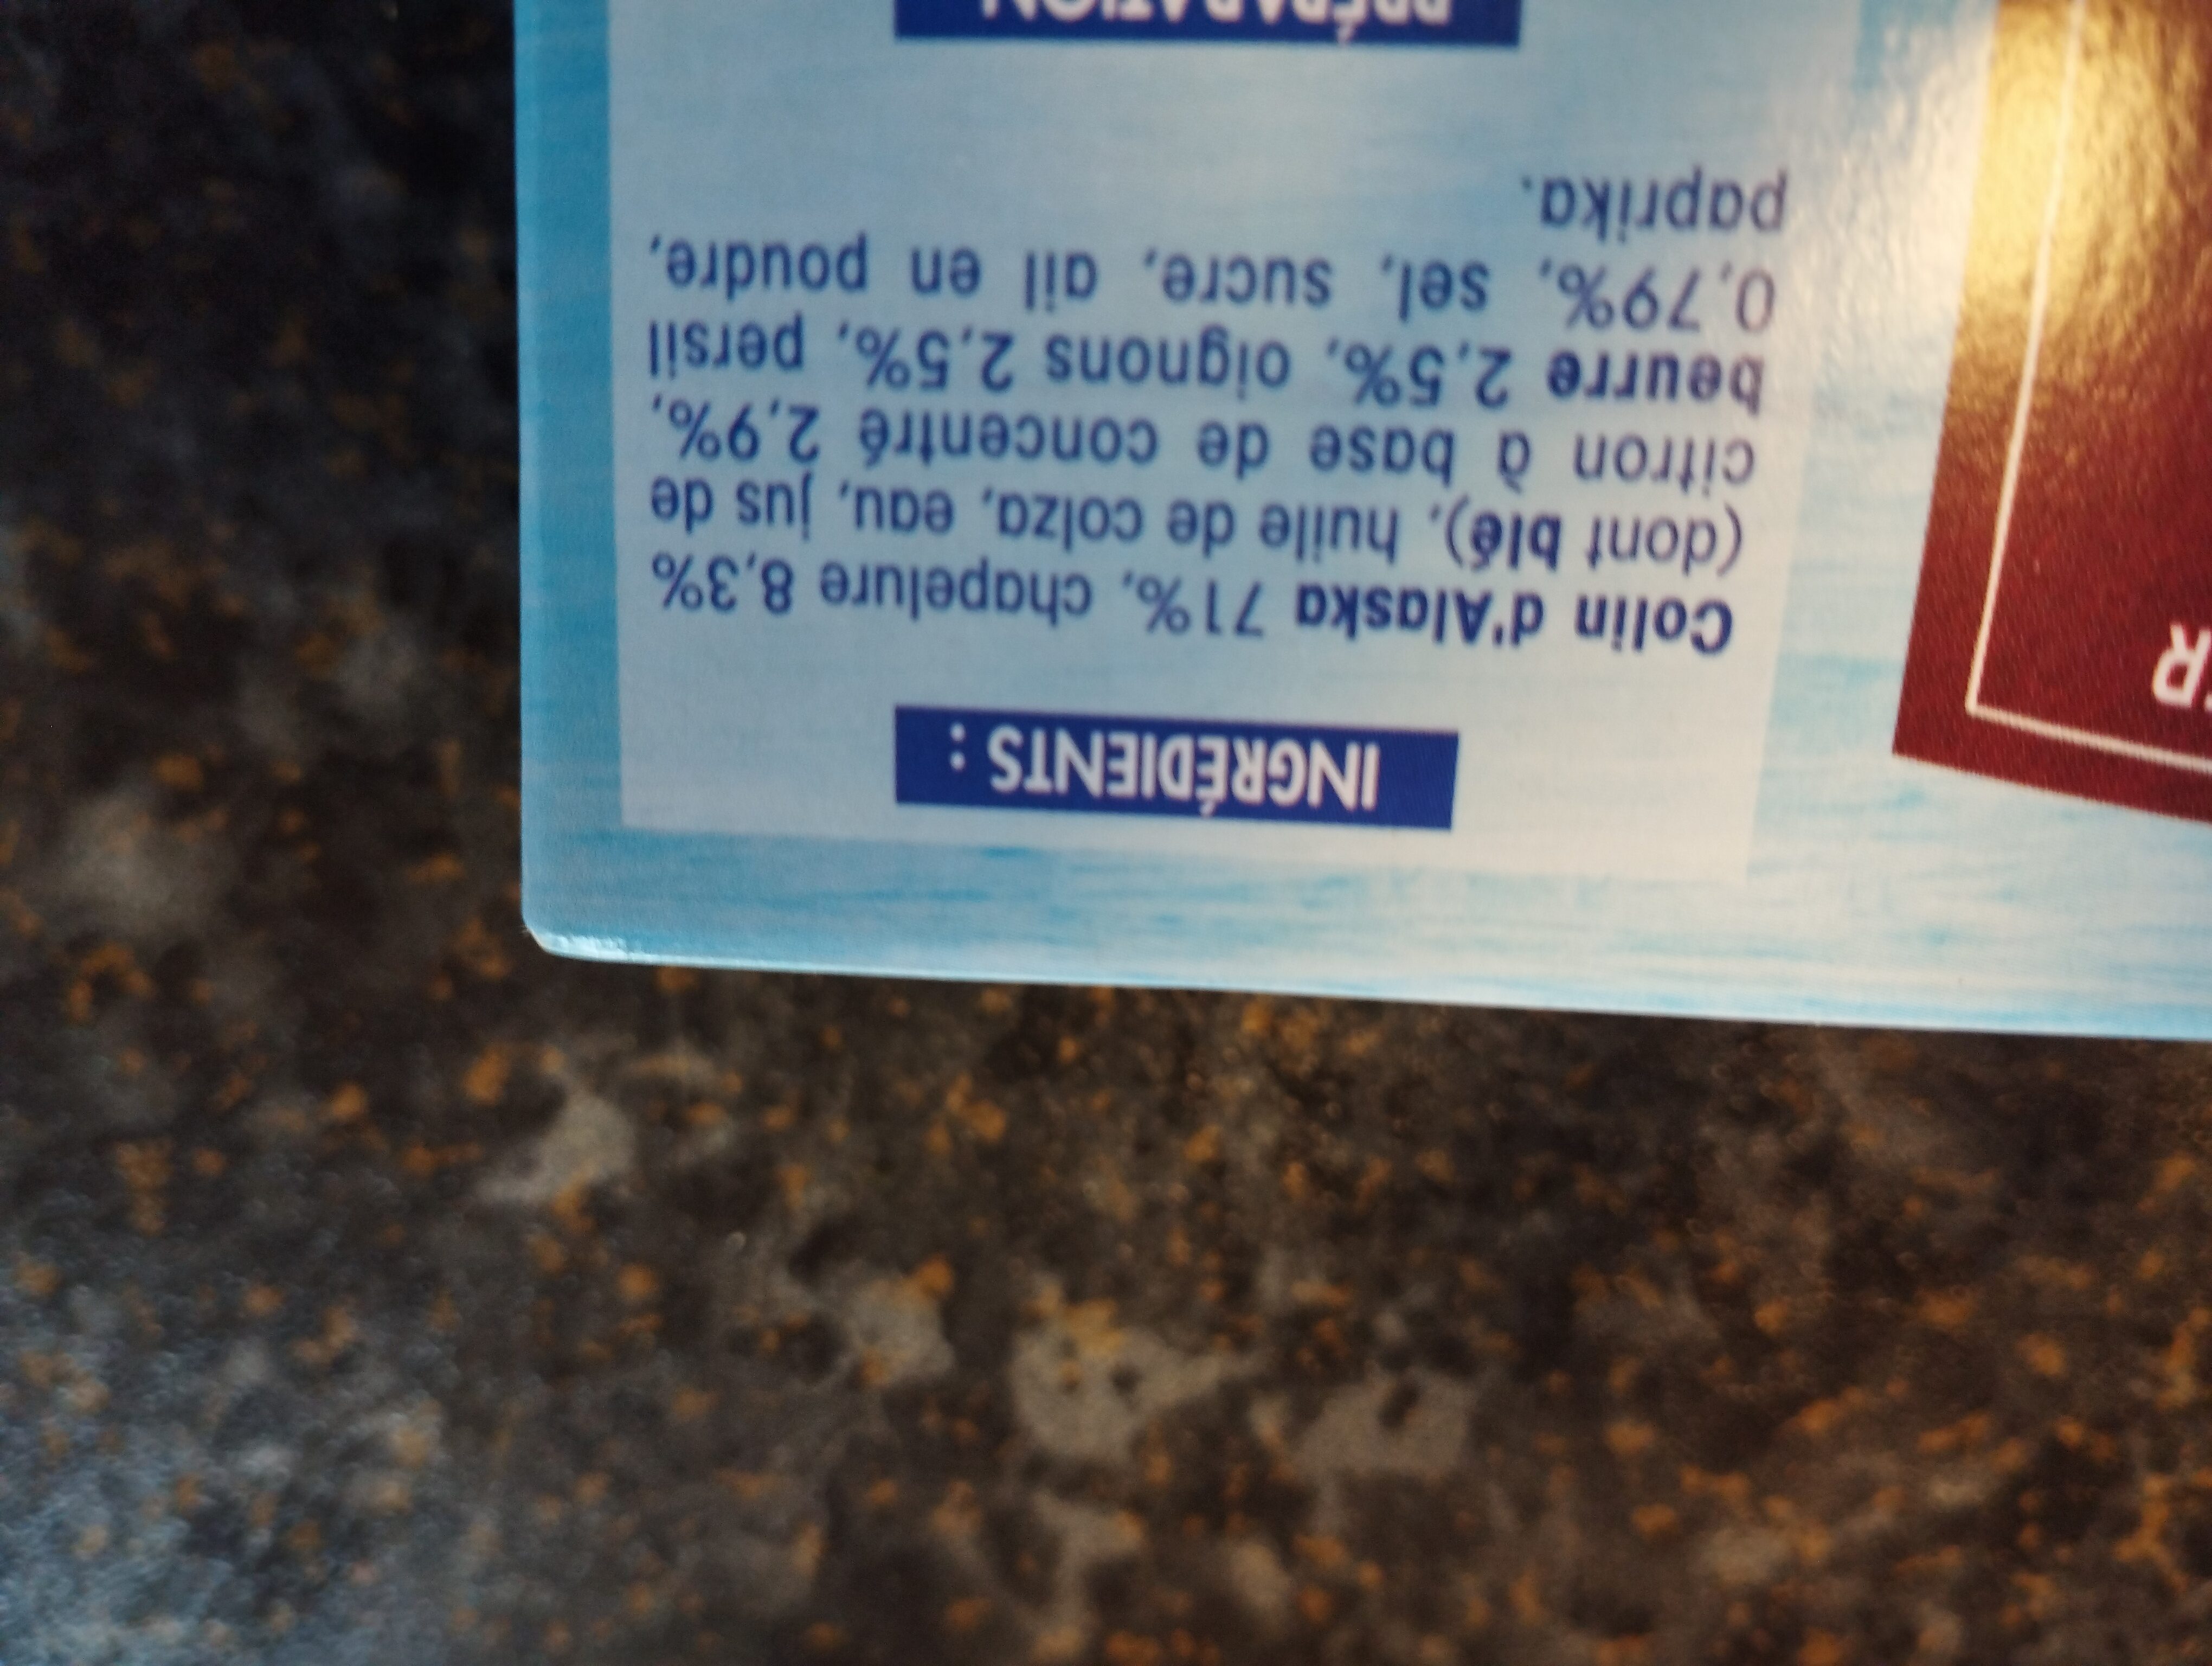 INGRÉDIENTS :
Colin d'Alaska 71%, chapelure 8,3%
(dont blé), huile de colza, eau, jus de
citron à base de concentré 2,9%,
beurre 2,5%, oignons 2,5%, persil
0,79%, sel, sucre, ail en poudre,
paprika.
PRÉPARATION